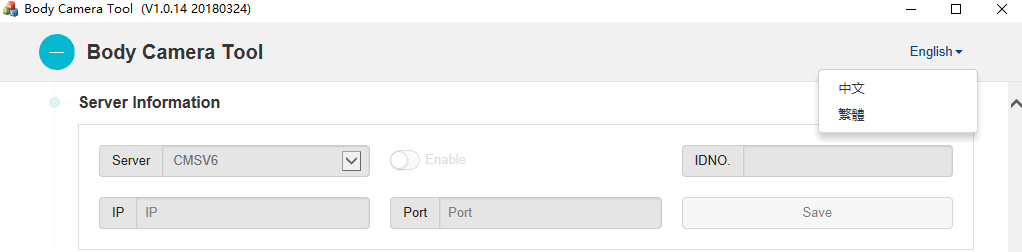 Body Camera Tool (V1.0.14 20180324)
Body Camera Tool
English
中文
繁體
Server Information
Server CMSV6 Enable IDNO.
IP IP Port Port Save